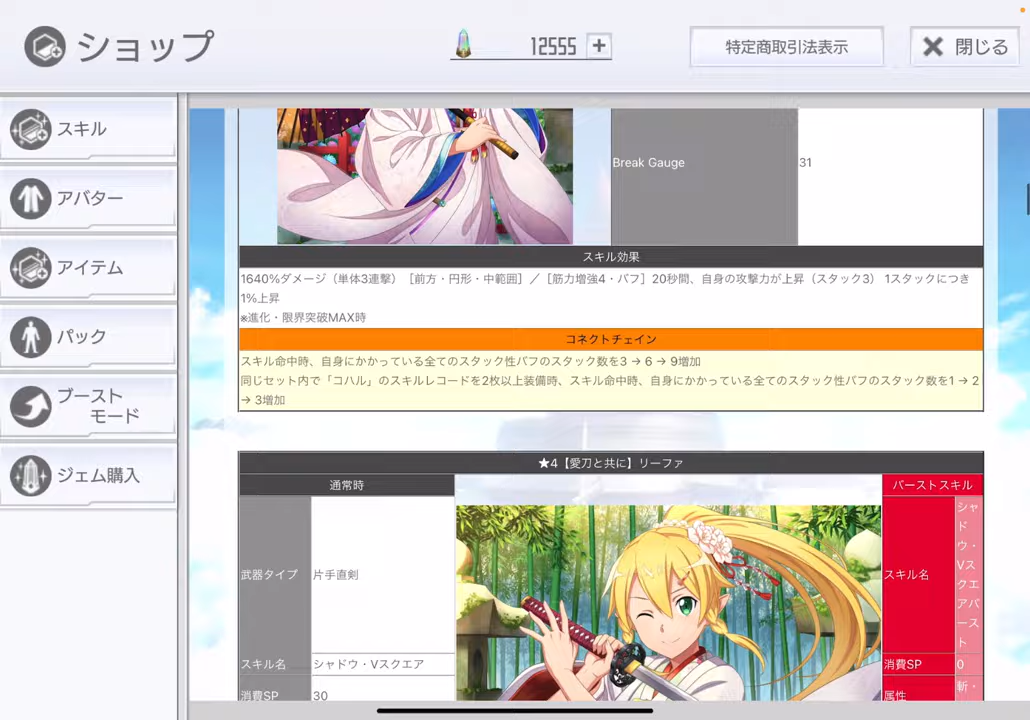 ショップ
12555
特定商取引法表示
閉じる
スキル
アバター
アイテム
パック
ブースト
モード
ジェム購入
Break Gauge
31
スキル効果
1640%ダメージ（単体3連撃）［前方・円形・中範囲］／［筋力増強4・バフ］20秒間、自身の攻撃力が上昇（スタック3） 1スタックにつき
1%上昇
※進化・限界突破MAX時
コネクトチェイン
スキル命中時、自身にかかっている全てのスタック性バフのスタック数を3 → 6 → 9増加
同じセット内で「コハル」のスキルレコードを2枚以上装備時、スキル命中時、自身にかかっている全てのスタック性バフのスタック数を1 → 2
→ 3増加
★4【愛刀と共に】リーファ
通常時
バーストスキル
武器タイプ
片手直剣
スキル名
シャドウ・Vスクエア
消費SP
30
スキル名
シャ
ド
ウ・
Vス
クエ
アバ
ース
ト
消費SP
0
属性
斬・